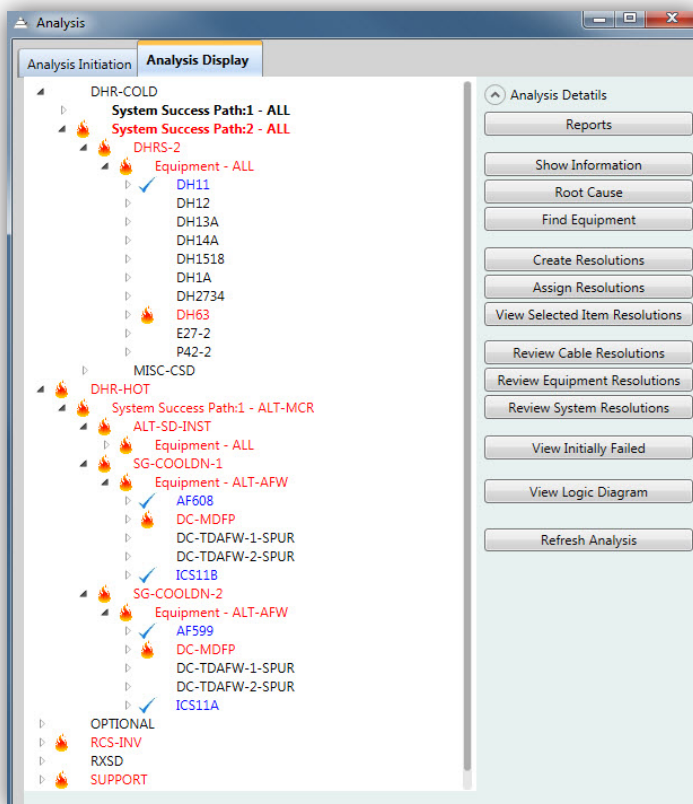 Analysis
Analysis Initiation
Analysis Display
DHR-COLD
System Success Path:1 - ALL
System Success Path:2 - ALL
DHRS-2
Equipment - ALL
DH11
DH12
DH13A
DH14A
DH1518
DH1A
DH2734
DH63
E27-2
P42-2
MISC-CSD
DHR-HOT
System Success Path:1 - ALT-MCR
ALT-SD-INST
Equipment - ALL
SG-COOLDN-1
Equipment - ALT-AFW
AF608
DC-MDFP
DC-TDAFW-1-SPUR
DC-TDAFW-2-SPUR
ICS11B
SG-COOLDN-2
Equipment - ALT-AFW
AF599
DC-MDFP
DC-TDAFW-1-SPUR
DC-TDAFW-2-SPUR
ICS11A
OPTIONAL
RCS-INV
RXSD
SUPPORT
Analysis Detatils
Reports
Show Information
Root Cause
Find Equipment
Create Resolutions
Assign Resolutions
View Selected Item Resolutions
Review Cable Resolutions
Review Equipment Resolutions
Review System Resolutions
View Initially Failed
View Logic Diagram
Refresh Analysis